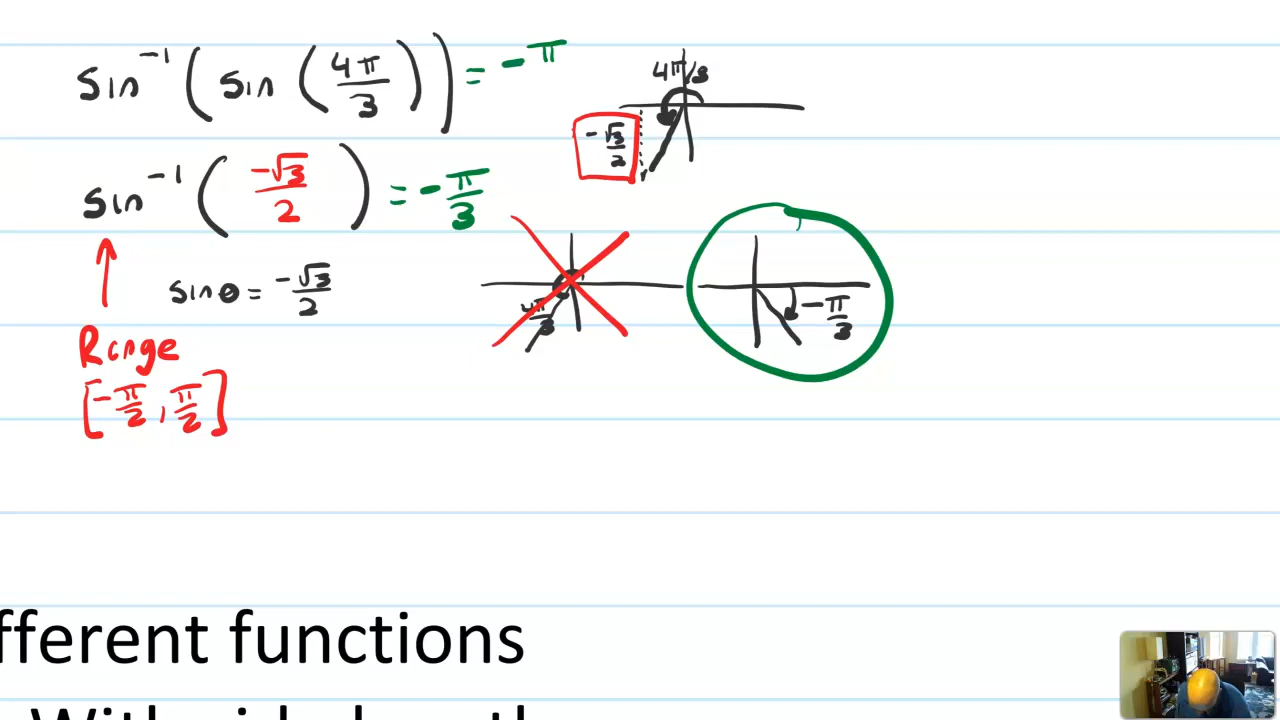 sin⁻¹(sin(4π/3)) = -π
4π/3
-√3/2
sin⁻¹(-√3/2) = -π/3
sinθ = -√3/2
4π/3
-π/3
Range
[-π/2, π/2]
fferent functions